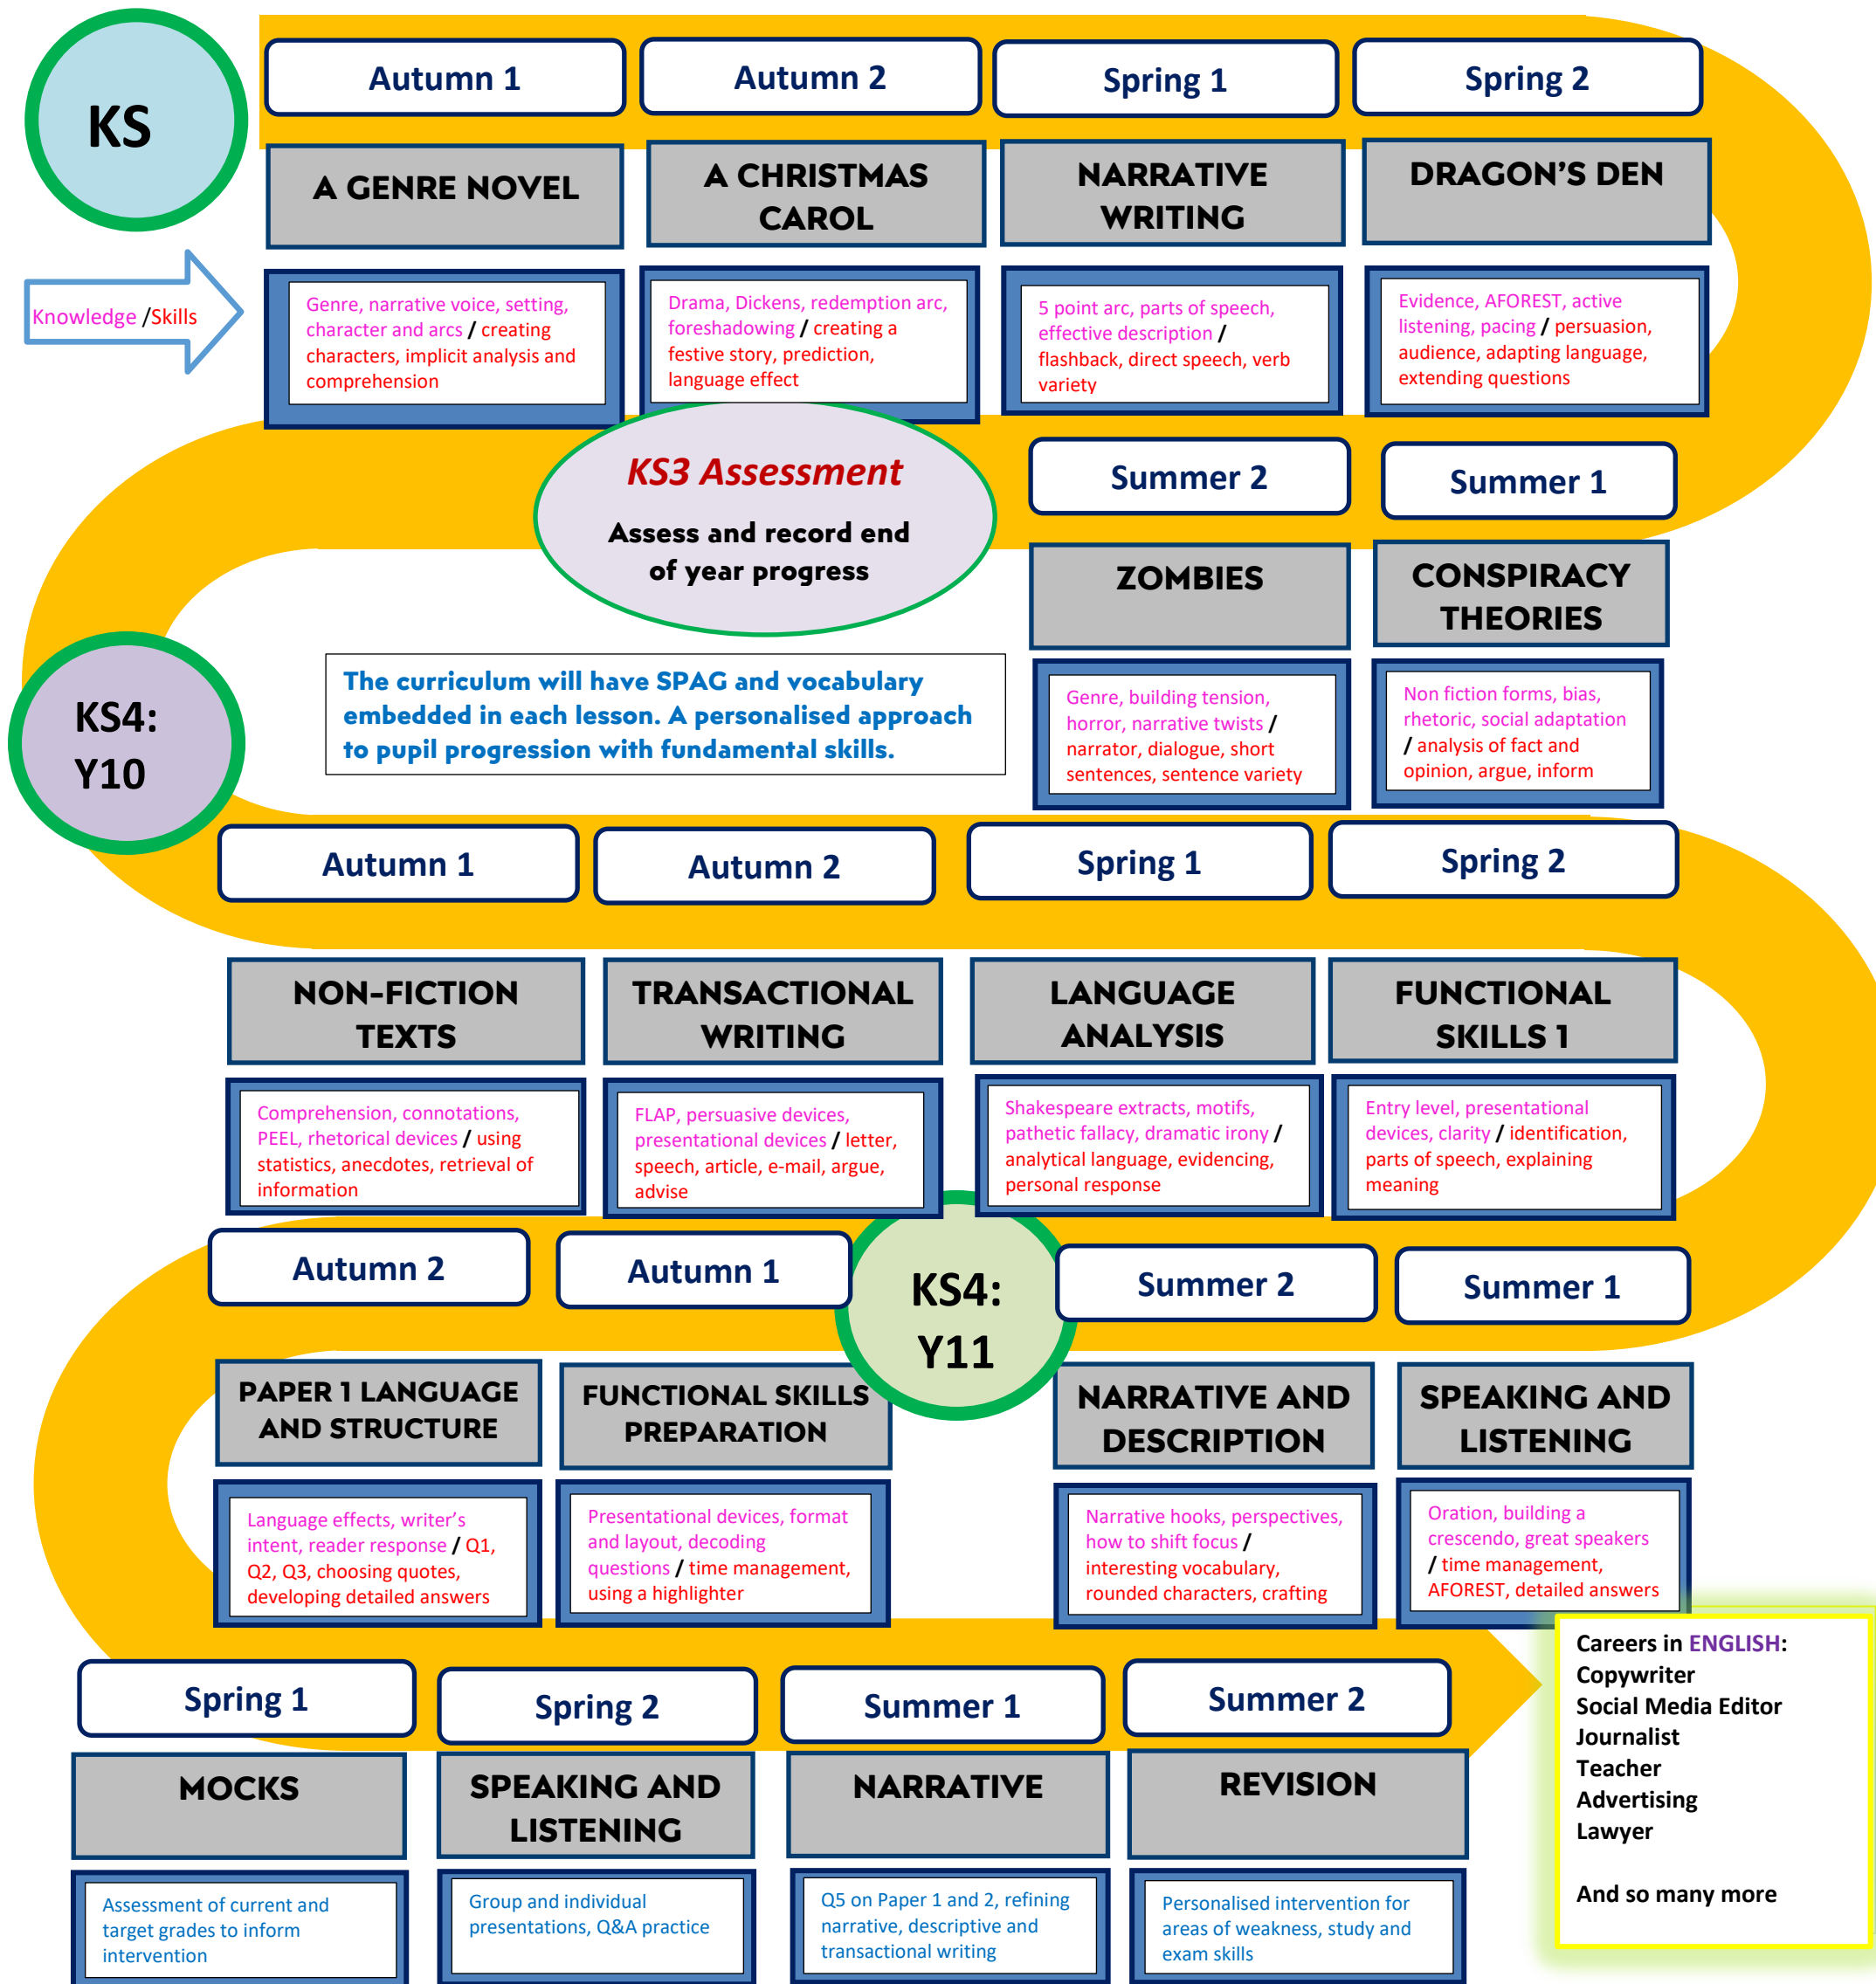 KS
Autumn 1
Autumn 2
Spring 1
Spring 2
A GENRE NOVEL
A CHRISTMAS
CAROL
NARRATIVE
WRITING
DRAGON'S DEN
Knowledge /Skills
Genre, narrative voice, setting,
character and arcs / creating
characters, implicit analysis and
comprehension
Drama, Dickens, redemption arc,
foreshadowing / creating a
festive story, prediction,
language effect
5 point arc, parts of speech,
effective description /
flashback, direct speech, verb
variety
Evidence, AFOREST, active
listening, pacing / persuasion,
audience, adapting language,
extending questions
KS3 Assessment
Assess and record end
of year progress
Summer 2
Summer 1
ZOMBIES
CONSPIRACY
THEORIES
Genre, building tension,
horror, narrative twists /
narrator, dialogue, short
sentences, sentence variety
Non fiction forms, bias,
rhetoric, social adaptation
/ analysis of fact and
opinion, argue, inform
The curriculum will have SPAG and vocabulary
embedded in each lesson. A personalised approach
to pupil progression with fundamental skills.
KS4:
Y10
Autumn 1
Autumn 2
Spring 1
Spring 2
NON-FICTION
TEXTS
TRANSACTIONAL
WRITING
LANGUAGE
ANALYSIS
FUNCTIONAL
SKILLS 1
Comprehension, connotations,
PEEL, rhetorical devices / using
statistics, anecdotes, retrieval of
information
FLAP, persuasive devices,
presentational devices / letter,
speech, article, e-mail, argue,
advise
Shakespeare extracts, motifs,
pathetic fallacy, dramatic irony /
analytical language, evidencing,
personal response
Entry level, presentational
devices, clarity / identification,
parts of speech, explaining
meaning
Autumn 2
Autumn 1
KS4:
Y11
Summer 2
Summer 1
PAPER 1 LANGUAGE
AND STRUCTURE
FUNCTIONAL SKILLS
PREPARATION
NARRATIVE AND
DESCRIPTION
SPEAKING AND
LISTENING
Language effects, writer's
intent, reader response / Q1,
Q2, Q3, choosing quotes,
developing detailed answers
Presentational devices, format
and layout, decoding
questions / time management,
using a highlighter
Narrative hooks, perspectives,
how to shift focus /
interesting vocabulary,
rounded characters, crafting
Oration, building a
crescendo, great speakers
/ time management,
AFOREST, detailed answers
Spring 1
Spring 2
Summer 1
Summer 2
MOCKS
SPEAKING AND
LISTENING
NARRATIVE
REVISION
Assessment of current and
target grades to inform
intervention
Group and individual
presentations, Q&A practice
Q5 on Paper 1 and 2, refining
narrative, descriptive and
transactional writing
Personalised intervention for
areas of weakness, study and
exam skills
Careers in ENGLISH:
Copywriter
Social Media Editor
Journalist
Teacher
Advertising
Lawyer
And so many more